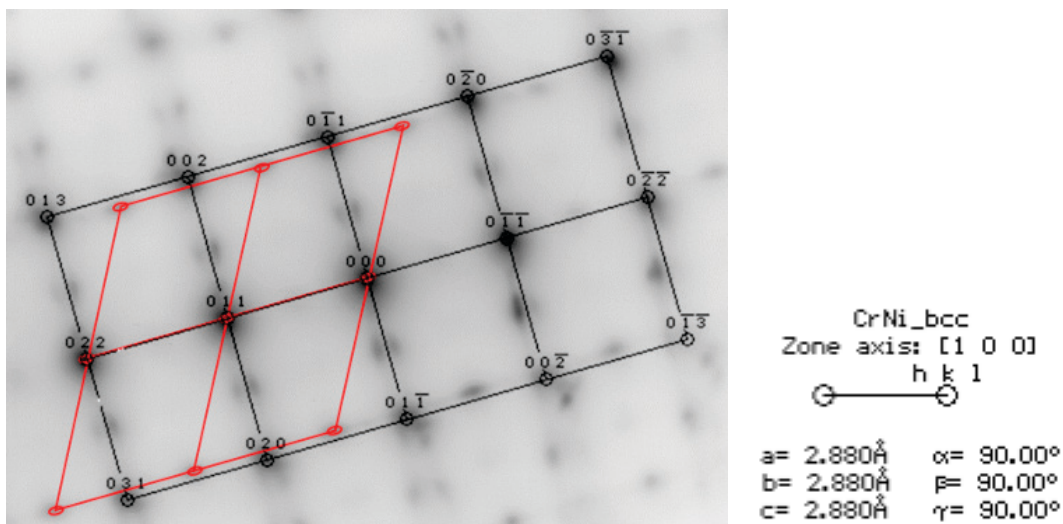 0 3̅ 1̅
0 2̅ 0
0 1̅ 1
0 0 2
0 1 3
0 2̅ 2̅
0 1̅ 1̅
0 0 0
0 1 1
0 2 2
0 1̅ 3̅
0 0 2̅
0 1 1̅
0 2 0
0 3 1
CrNi_bcc
Zone axis: [1 0 0]
h k l
a= 2.880Å α= 90.00°
b= 2.880Å β= 90.00°
c= 2.880Å γ= 90.00°